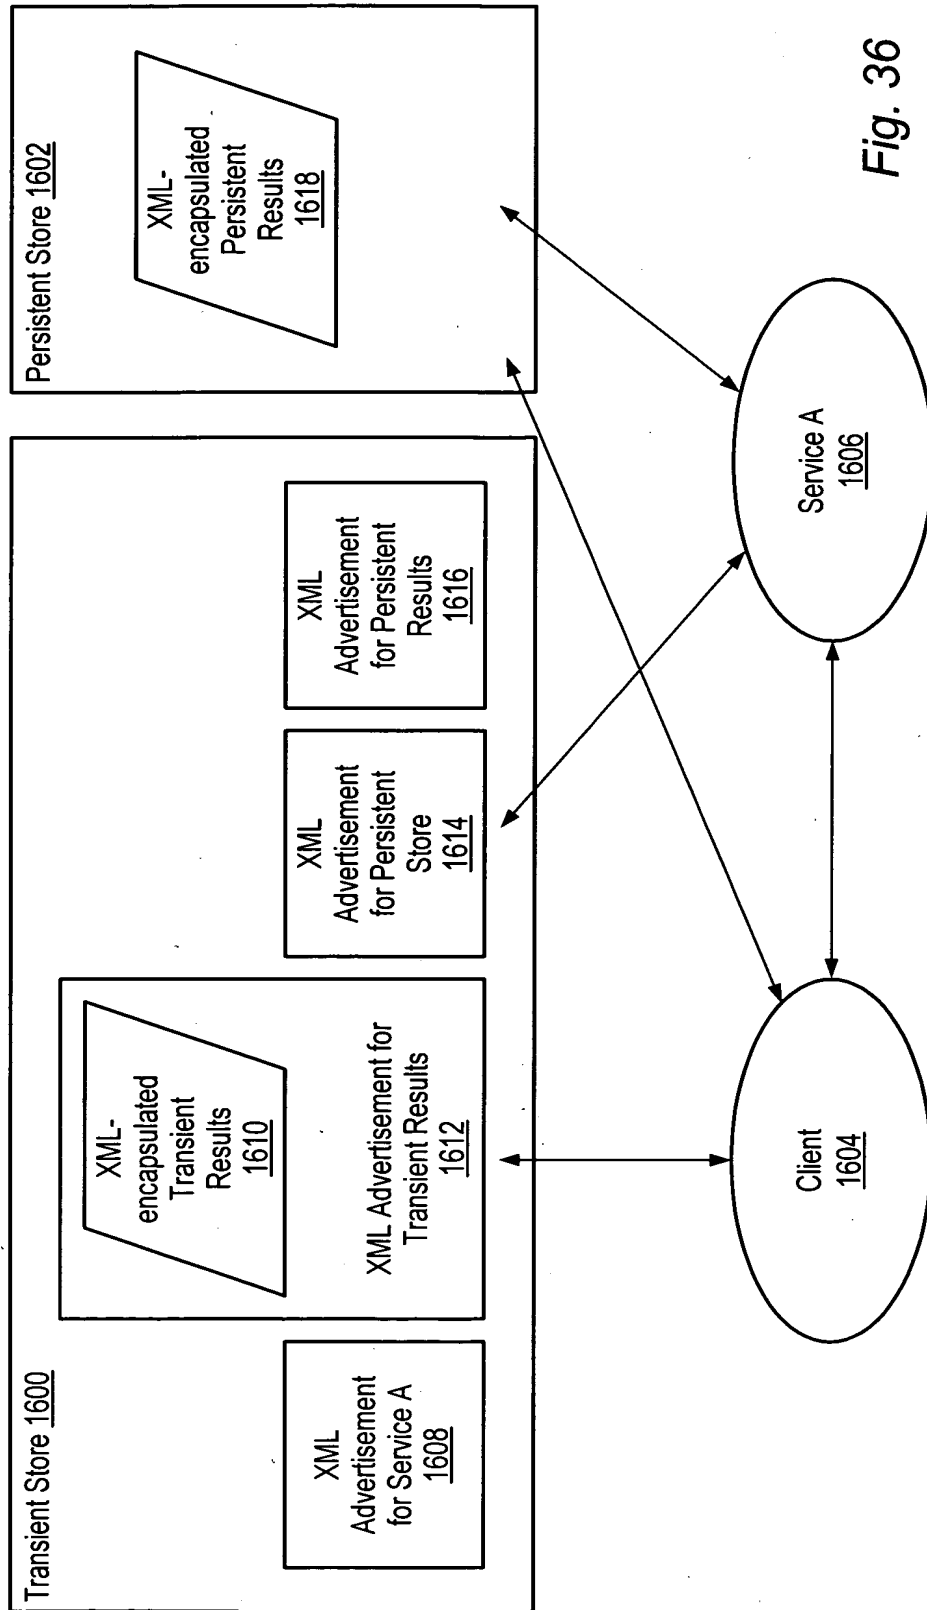 Transient Store 1600
XML
Advertisement
for Service A
1608
XML-
encapsulated
Transient
Results
1610
XML Advertisement for
Transient Results
1612
XML
Advertisement
for Persistent
Store
1614
XML
Advertisement
for Persistent
Results
1616
Persistent Store 1602
XML-
encapsulated
Persistent
Results
1618
Client
1604
Service A
1606
Fig. 36